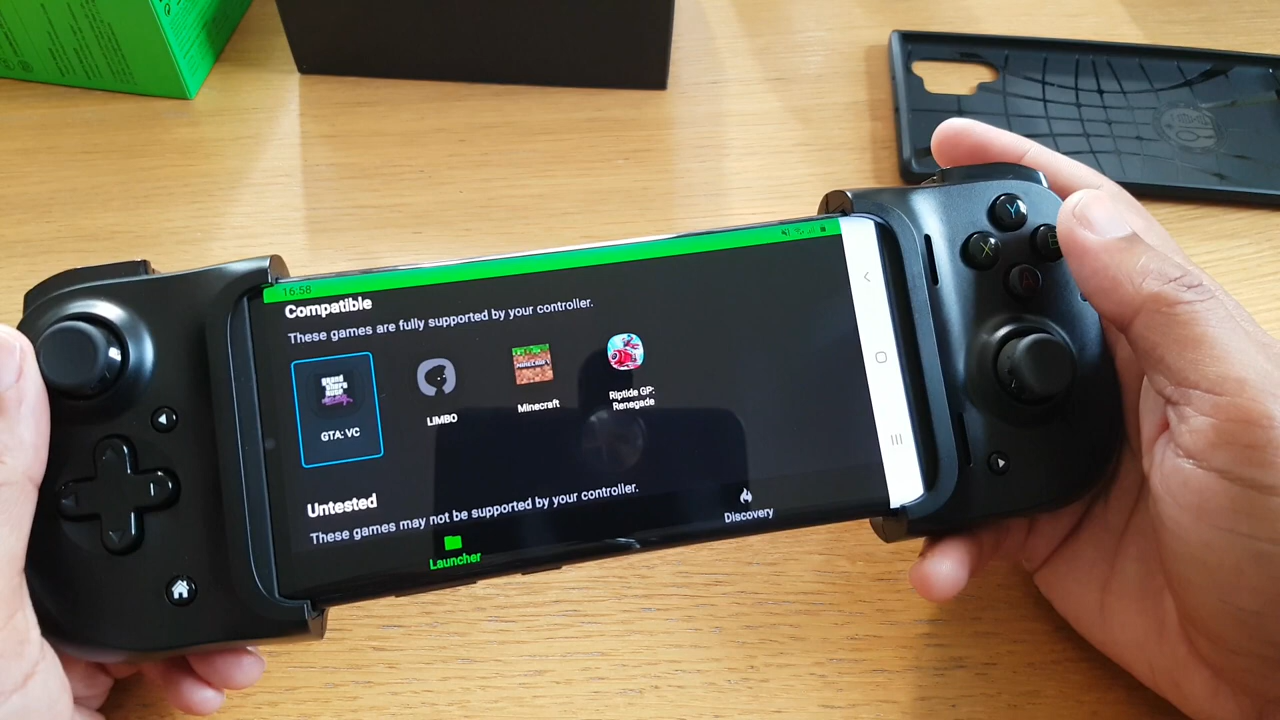 16:58
Compatible
These games are fully supported by your controller.
GTA: VC
LIMBO
MINECRAFT
Minecraft
Riptide GP:
Renegade
Untested
These games may not be supported by your controller.
Launcher
Discovery
Y
X
B
A